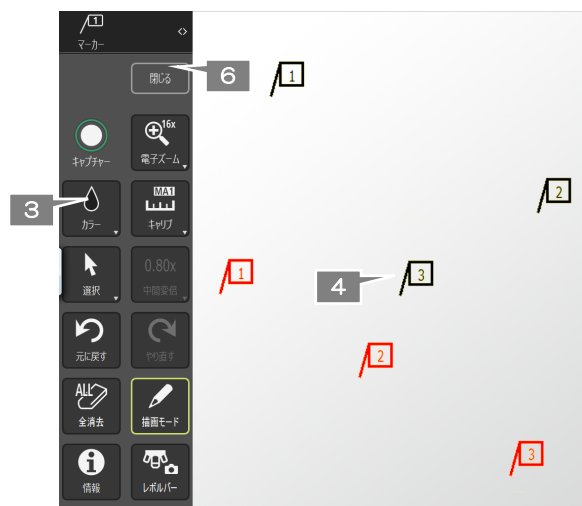 1
マーカー
閉じる
6
1
16x
キャプチャー
電子ズーム
MA1
3
カラー
キャリブ
2
0.80x
選択
中間変倍
1
4
3
元に戻す
やり直す
2
ALL
全消去
描画モード
3
情報
レボルバー